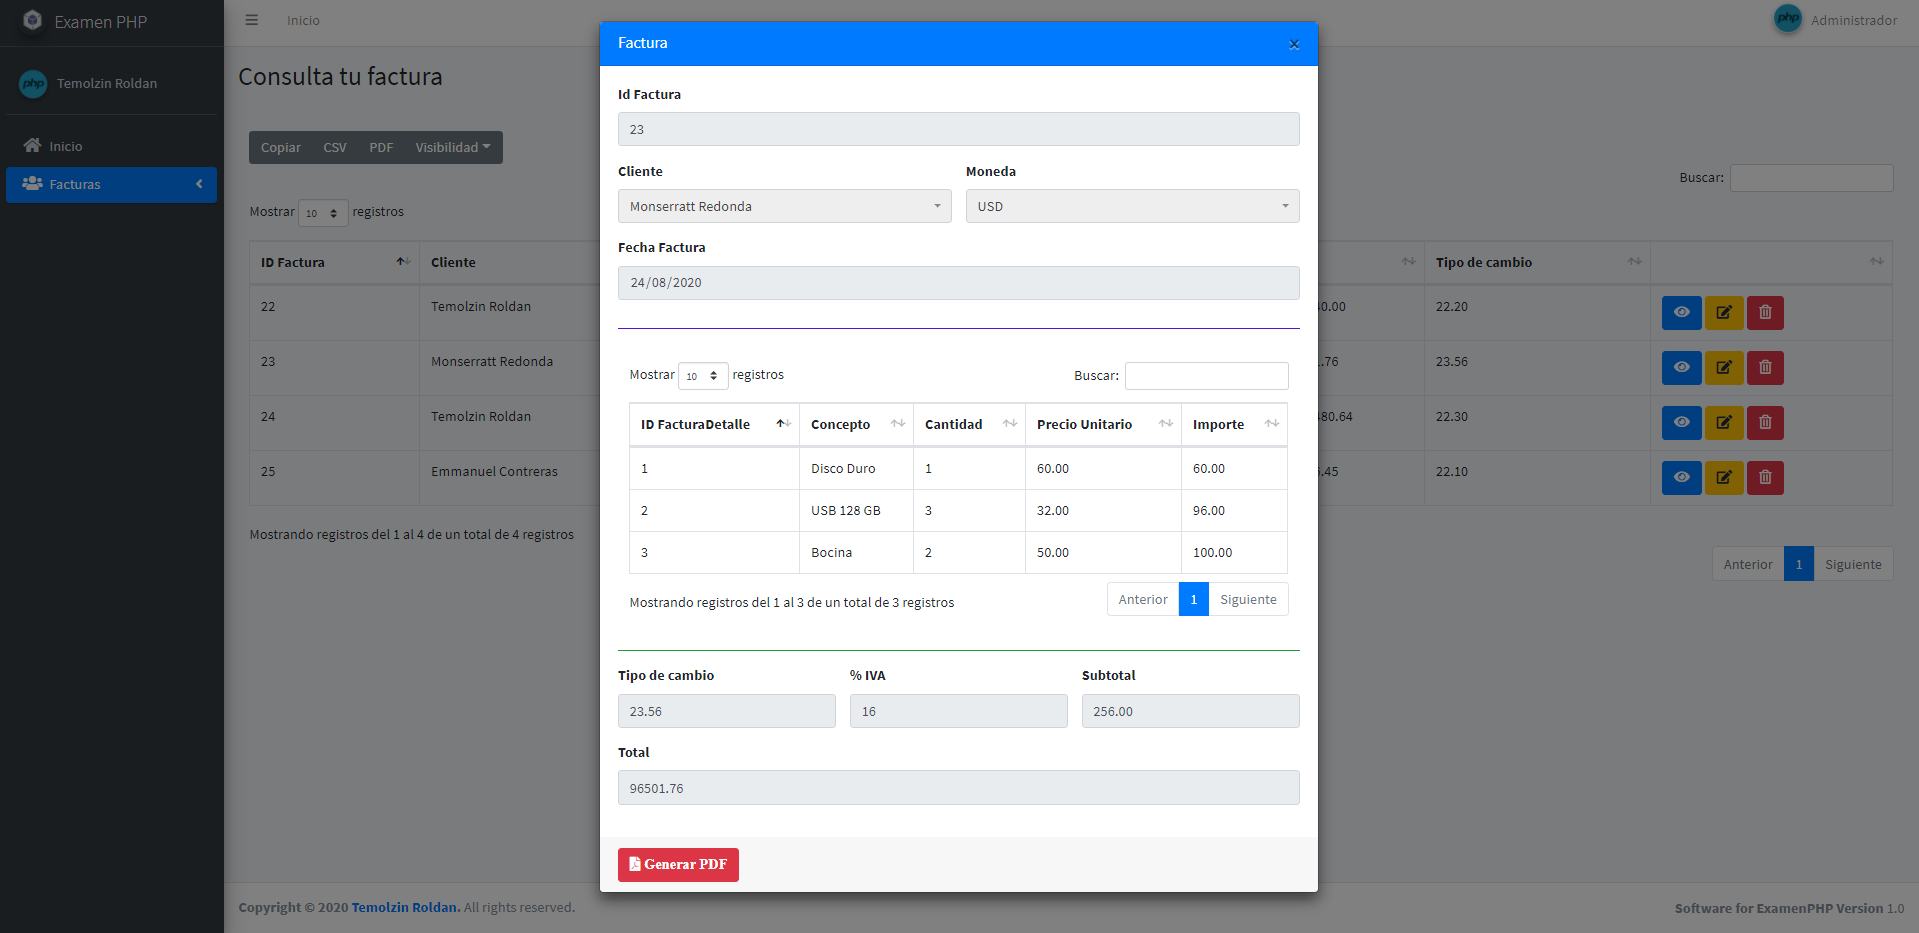 Examen PHP
Inicio
php Administrador
php Temolzin Roldan
Inicio
Facturas
Consulta tu factura
Copiar CSV PDF Visibilidad
Buscar:
Mostrar 10 registros
ID Factura Cliente Tipo de cambio
22 Temolzin Roldan 0.00 22.20
23 Monserratt Redonda .76 23.56
24 Temolzin Roldan 80.64 22.30
25 Emmanuel Contreras .45 22.10
Mostrando registros del 1 al 4 de un total de 4 registros
Anterior 1 Siguiente
Factura ×
Id Factura
23
Cliente Moneda
Monserratt Redonda USD
Fecha Factura
24/08/2020
Mostrar 10 registros Buscar:
ID FacturaDetalle Concepto Cantidad Precio Unitario Importe
1 Disco Duro 1 60.00 60.00
2 USB 128 GB 3 32.00 96.00
3 Bocina 2 50.00 100.00
Mostrando registros del 1 al 3 de un total de 3 registros Anterior 1 Siguiente
Tipo de cambio % IVA Subtotal
23.56 16 256.00
Total
96501.76
Generar PDF
Copyright © 2020 Temolzin Roldan. All rights reserved.
Software for ExamenPHP Version 1.0